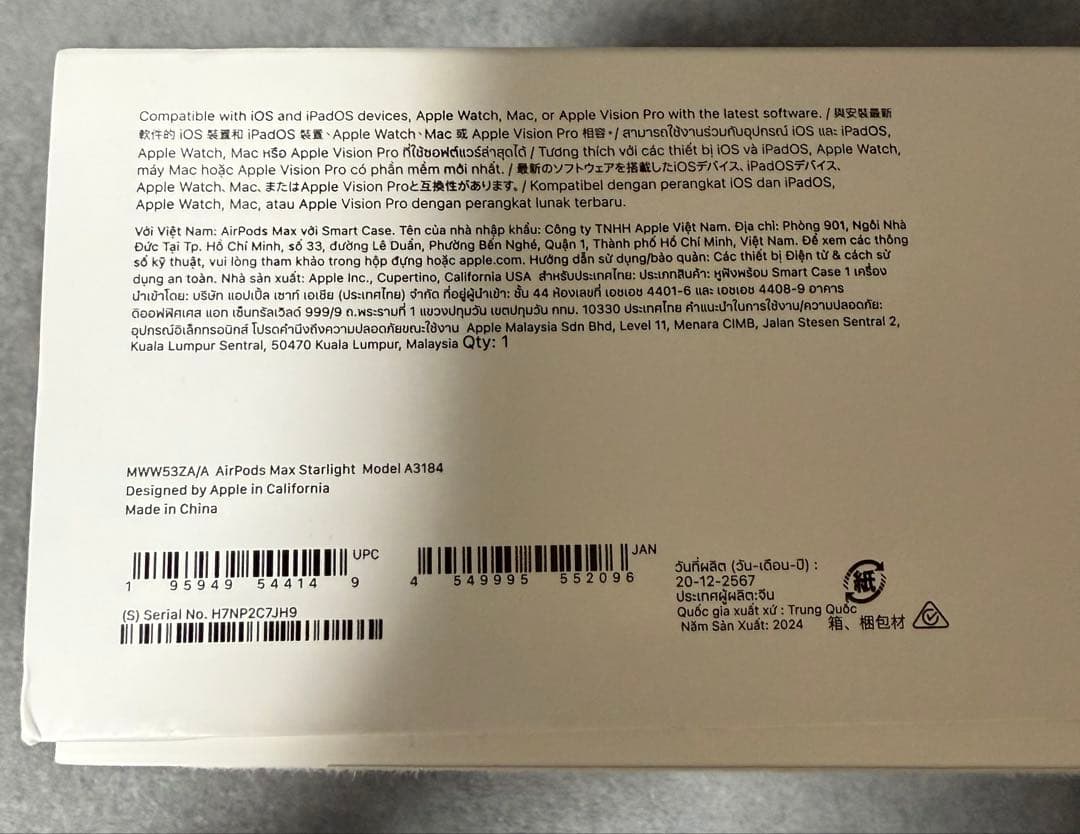 Compatible with iOS and iPadOS devices, Apple Watch, Mac, or Apple Vision Pro with the latest software. / 與安裝最新
軟件的 iOS 裝置和 iPadOS 裝置、Apple Watch、Mac 或 Apple Vision Pro 相容。/ สามารถใช้งานร่วมกับอุปกรณ์ iOS และ iPadOS,
Apple Watch, Mac หรือ Apple Vision Pro ที่ใช้ซอฟต์แวร์ล่าสุดได้ / Tương thích với các thiết bị iOS và iPadOS, Apple Watch,
máy Mac hoặc Apple Vision Pro có phần mềm mới nhất. / 最新のソフトウェアを搭載したiOSデバイス、iPadOSデバイス、
Apple Watch、Mac、またはApple Vision Proと互換性があります。/ Kompatibel dengan perangkat iOS dan iPadOS,
Apple Watch, Mac, atau Apple Vision Pro dengan perangkat lunak terbaru.
Với Việt Nam: AirPods Max với Smart Case. Tên của nhà nhập khẩu: Công ty TNHH Apple Việt Nam. Địa chỉ: Phòng 901, Ngôi Nhà
Đức Tại Tp. Hồ Chí Minh, số 33, đường Lê Duẩn, Phường Bến Nghé, Quận 1, Thành phố Hồ Chí Minh, Việt Nam. Để xem các thông
số kỹ thuật, vui lòng tham khảo trong hộp đựng hoặc apple.com. Hướng dẫn sử dụng/bảo quản: Các thiết bị Điện tử & cách sử
dụng an toàn. Nhà sản xuất: Apple Inc., Cupertino, California USA สำหรับประเทศไทย: ประเภทสินค้า: หูฟังพร้อม Smart Case 1 เครื่อง
นำเข้าโดย: บริษัท แอปเปิ้ล เซาท์ เอเชีย (ประเทศไทย) จำกัด ที่อยู่ผู้นำเข้า: ชั้น 44 ห้องเลขที่ เอชเอช 4401-6 และ เอชเอช 4408-9 อาคาร
ดิออฟฟิศเศส แอท เซ็นทรัลเวิลด์ 999/9 ถ.พระรามที่ 1 แขวงปทุมวัน เขตปทุมวัน กทม. 10330 ประเทศไทย คำแนะนำในการใช้งาน/ความปลอดภัย:
อุปกรณ์อิเล็กทรอนิกส์ โปรดคำนึงถึงความปลอดภัยขณะใช้งาน Apple Malaysia Sdn Bhd, Level 11, Menara CIMB, Jalan Stesen Sentral 2,
Kuala Lumpur Sentral, 50470 Kuala Lumpur, Malaysia Qty: 1
MWW53ZA/A AirPods Max Starlight Model A3184
Designed by Apple in California
Made in China
UPC
1 95949 54414 9
JAN
4 549995 552096
(S) Serial No. H7NP2C7JH9
วันที่ผลิต (วัน-เดือน-ปี) :
20-12-2567
ประเทศผู้ผลิต:จีน
Quốc gia xuất xứ : Trung Quốc
Năm Sản Xuất: 2024
紙
箱、梱包材